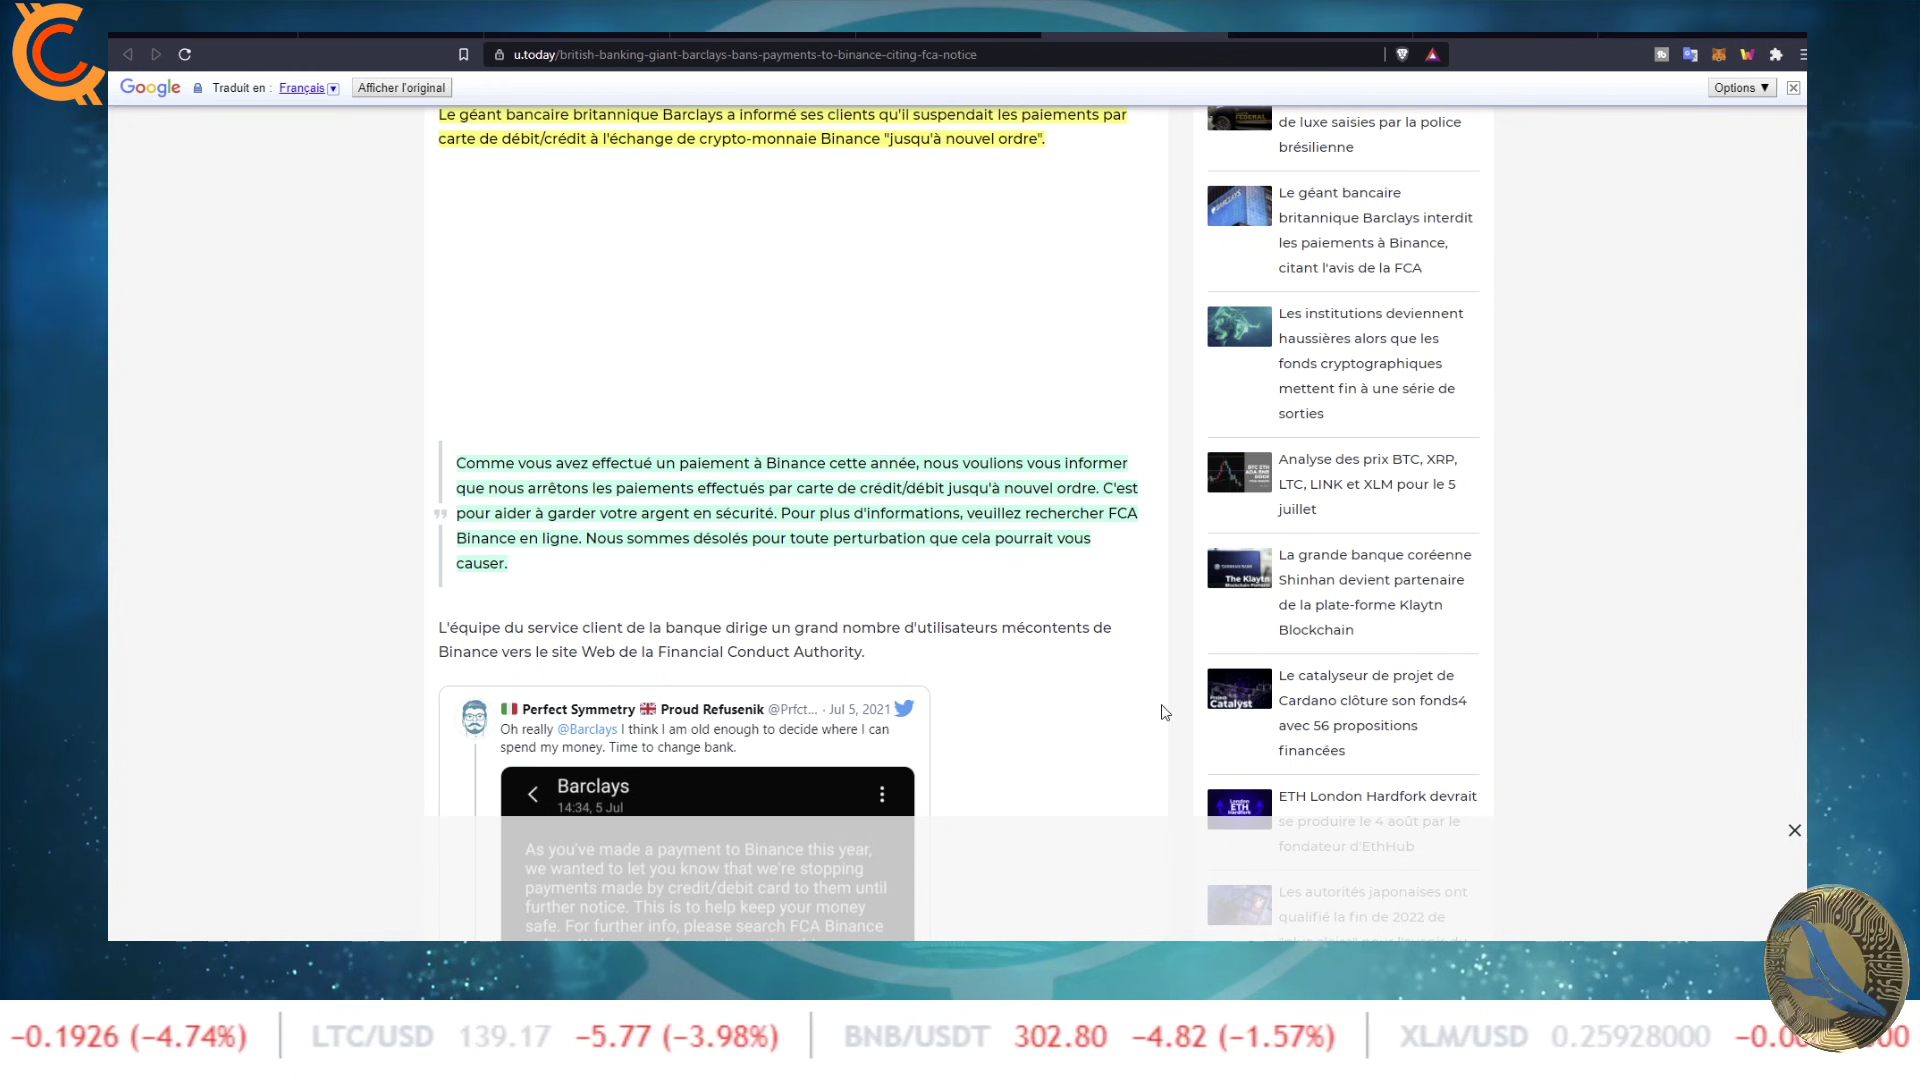 u.today/british-banking-giant-barclays-bans-payments-to-binance-citing-fca-notice
Google Traduit en : Français Afficher l'original
Options ▼
Le géant bancaire britannique Barclays a informé ses clients qu'il suspendait les paiements par
carte de débit/crédit à l'échange de crypto-monnaie Binance "jusqu'à nouvel ordre".
Comme vous avez effectué un paiement à Binance cette année, nous voulions vous informer
que nous arrêtons les paiements effectués par carte de crédit/débit jusqu'à nouvel ordre. C'est
pour aider à garder votre argent en sécurité. Pour plus d'informations, veuillez rechercher FCA
Binance en ligne. Nous sommes désolés pour toute perturbation que cela pourrait vous
causer.
L'équipe du service client de la banque dirige un grand nombre d'utilisateurs mécontents de
Binance vers le site Web de la Financial Conduct Authority.
Perfect Symmetry Proud Refusenik @Prfct... · Jul 5, 2021
Oh really @Barclays I think I am old enough to decide where I can
spend my money. Time to change bank.
Barclays
14:34, 5 Jul
As you've made a payment to Binance this year,
we wanted to let you know that we're stopping
payments made by credit/debit card to them until
further notice. This is to help keep your money
safe. For further info, please search FCA Binance
de luxe saisies par la police
brésilienne
Le géant bancaire
britannique Barclays interdit
les paiements à Binance,
citant l'avis de la FCA
Les institutions deviennent
haussières alors que les
fonds cryptographiques
mettent fin à une série de
sorties
Analyse des prix BTC, XRP,
LTC, LINK et XLM pour le 5
juillet
La grande banque coréenne
Shinhan devient partenaire
de la plate-forme Klaytn
Blockchain
The Klaytn
Le catalyseur de projet de
Cardano clôture son fonds4
avec 56 propositions
financées
Project
Catalyst
ETH London Hardfork devrait
se produire le 4 août par le
fondateur d'EthHub
London
ETH
Hardfork
Les autorités japonaises ont
qualifié la fin de 2022 de
−0.1926 (−4.74%) LTC/USD 139.17 −5.77 (−3.98%) BNB/USDT 302.80 −4.82 (−1.57%) XLM/USD 0.25928000